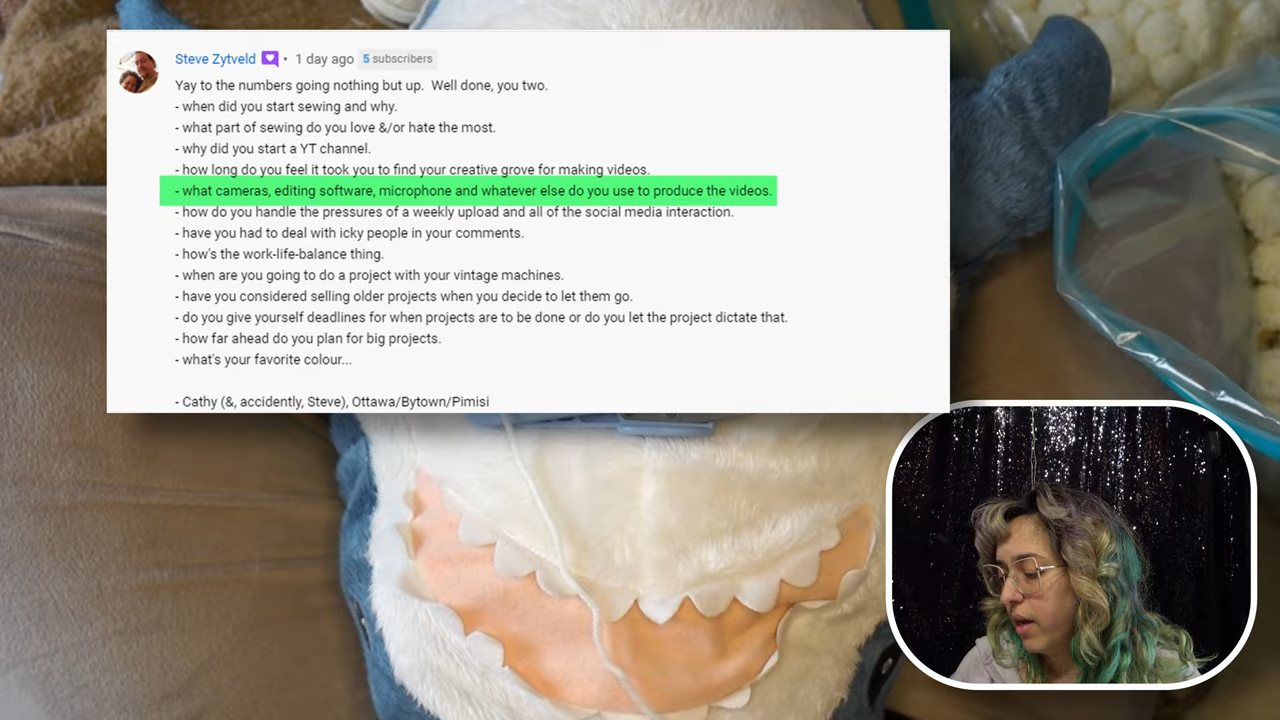 Steve Zytveld • 1 day ago 5 subscribers
Yay to the numbers going nothing but up. Well done, you two.
- when did you start sewing and why.
- what part of sewing do you love &/or hate the most.
- why did you start a YT channel.
- how long do you feel it took you to find your creative grove for making videos.
- what cameras, editing software, microphone and whatever else do you use to produce the videos.
- how do you handle the pressures of a weekly upload and all of the social media interaction.
- have you had to deal with icky people in your comments.
- how's the work-life-balance thing.
- when are you going to do a project with your vintage machines.
- have you considered selling older projects when you decide to let them go.
- do you give yourself deadlines for when projects are to be done or do you let the project dictate that.
- how far ahead do you plan for big projects.
- what's your favorite colour...
- Cathy (&, accidently, Steve), Ottawa/Bytown/Pimisi